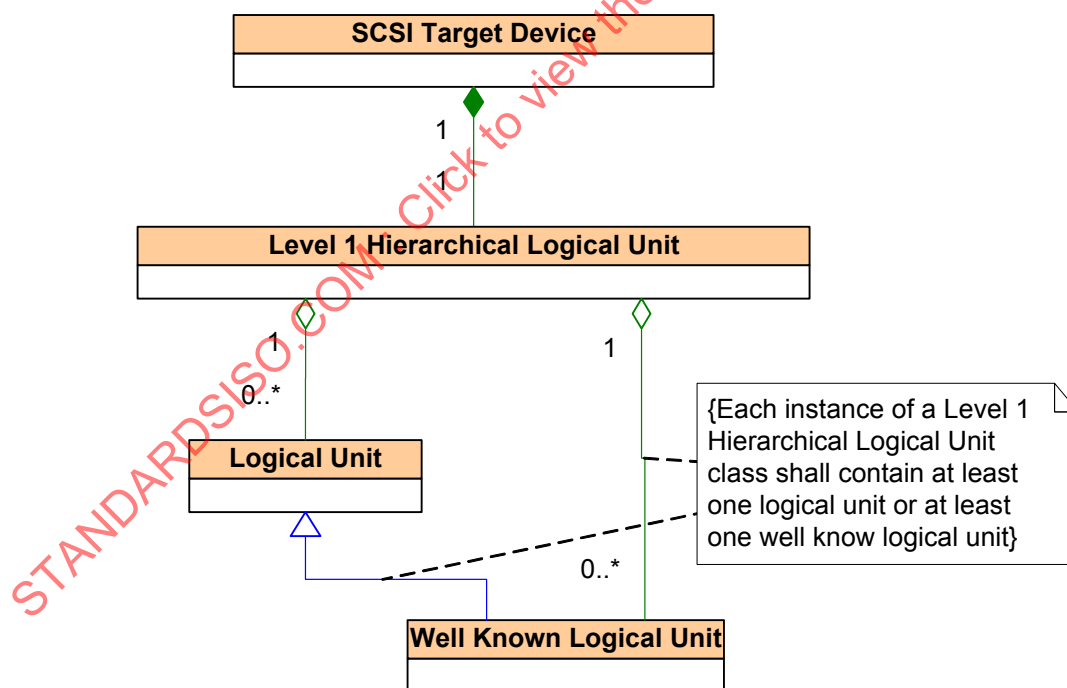 SCSI Target Device
1
1
Level 1 Hierarchical Logical Unit
1
0..*
1
Logical Unit
{Each instance of a Level 1
Hierarchical Logical Unit
class shall contain at least
one logical unit or at least
one well know logical unit}
0..*
Well Known Logical Unit
STANDARDSISO.COM : Click to view the